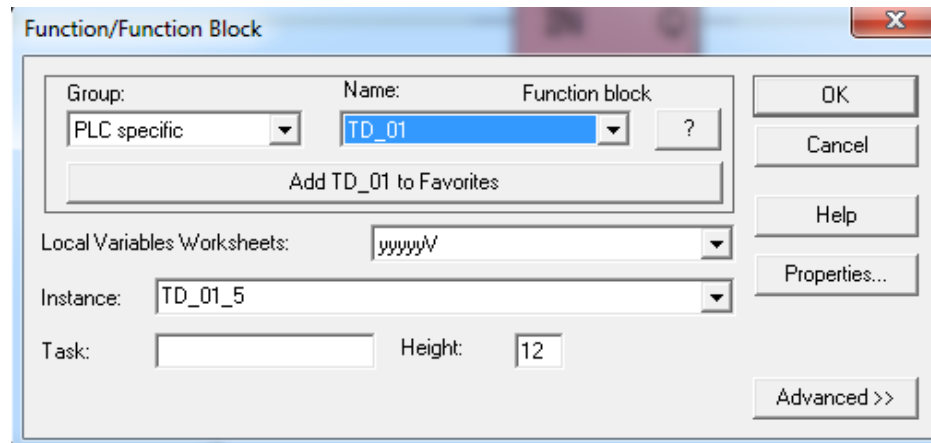 IN Q
Function/Function Block
Group: Name: Function block
PLC specific TD_01 ?
OK
Add TD_01 to Favorites
Cancel
Local Variables Worksheets: yyyyyV
Help
Instance: TD_01_5
Properties...
Task: Height: 12
Advanced >>